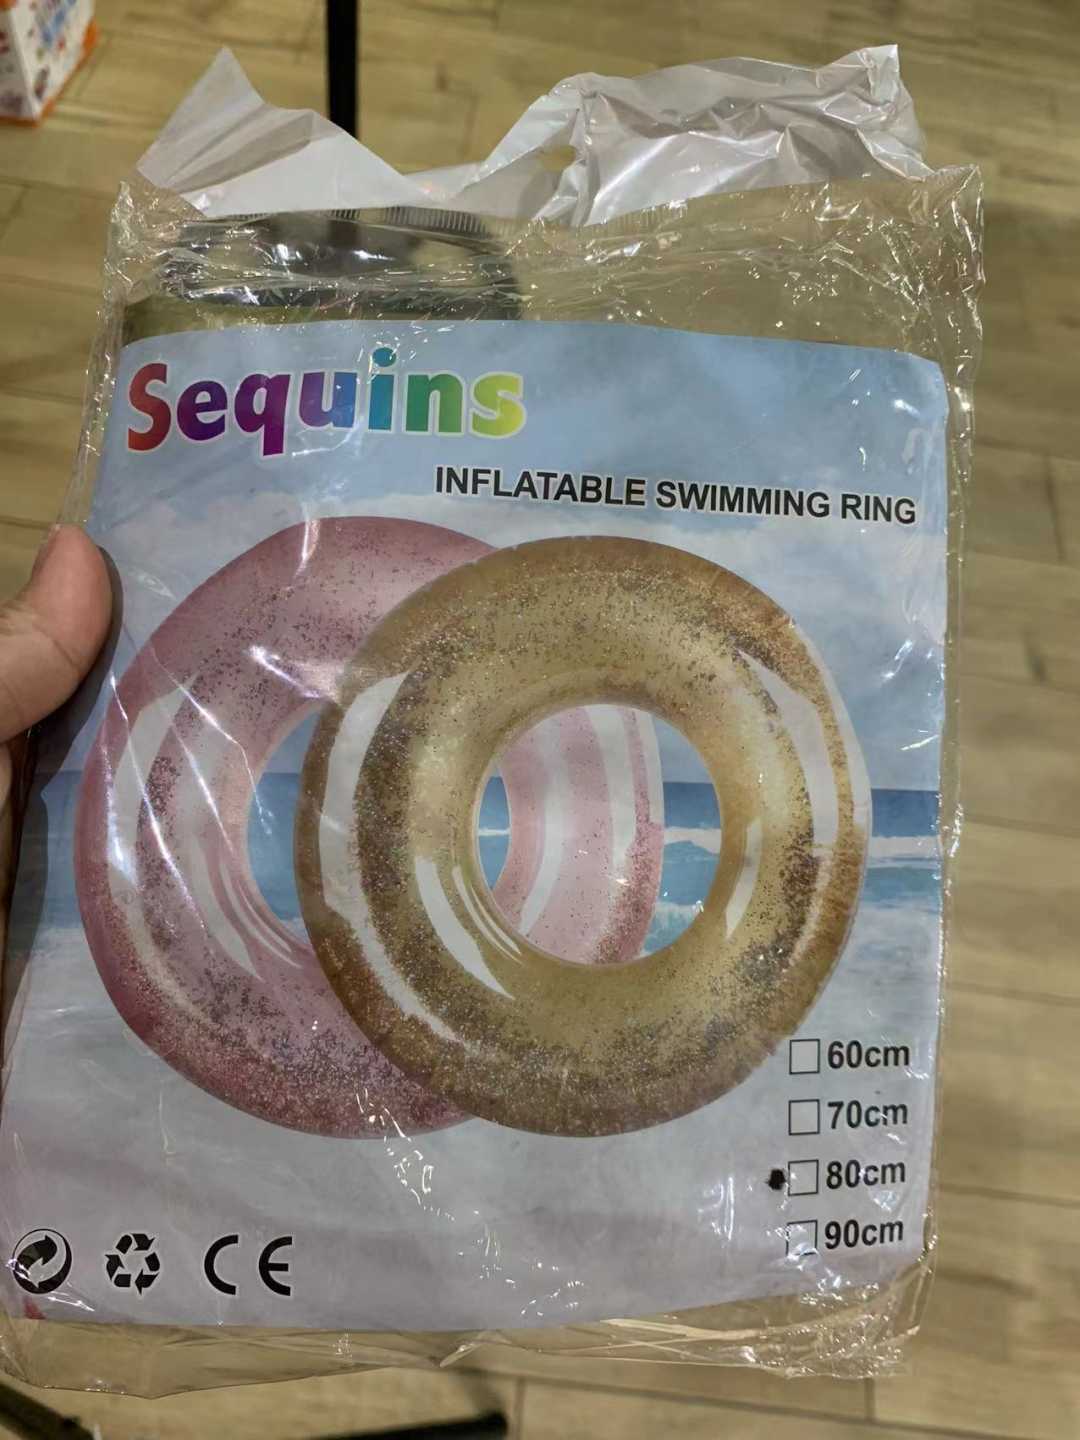 Sequins
INFLATABLE SWIMMING RING
60cm
70cm
80cm
90cm
CE